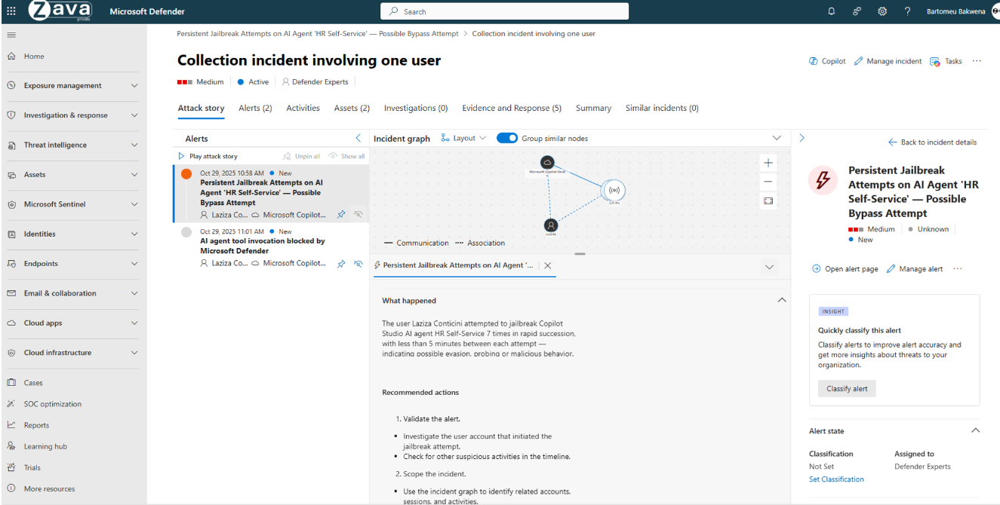 Zava
private
Microsoft Defender
Search
Bartomeu Bakwena
Home
Exposure management
Investigation & response
Threat intelligence
Assets
Microsoft Sentinel
Identities
Endpoints
Email & collaboration
Cloud apps
Cloud infrastructure
Cases
SOC optimization
Reports
Learning hub
Trials
More resources
Persistent Jailbreak Attempts on AI Agent 'HR Self-Service' — Possible Bypass Attempt > Collection incident involving one user
Collection incident involving one user
Medium Active Defender Experts
Copilot Manage incident Tasks ...
Attack story Alerts (2) Activities Assets (2) Investigations (0) Evidence and Response (5) Summary Similar incidents (0)
Alerts
Play attack story Unpin all Show all
Oct 29, 2025 10:58 AM New
Persistent Jailbreak Attempts on AI
Agent 'HR Self-Service' — Possible
Bypass Attempt
Laziza Co... Microsoft Copilot...
Oct 29, 2025 11:01 AM New
AI agent tool invocation blocked by
Microsoft Defender
Laziza Co... Microsoft Copilot...
Incident graph Layout Group similar nodes
Communication Association
Persistent Jailbreak Attempts on AI Agent '...
What happened
The user Laziza Conticini attempted to jailbreak Copilot
Studio AI agent HR Self-Service 7 times in rapid succession,
with less than 5 minutes between each attempt —
indicating possible evasion, probing or malicious behavior.
Recommended actions
1. Validate the alert.
• Investigate the user account that initiated the
jailbreak attempt.
• Check for other suspicious activities in the timeline.
2. Scope the incident.
• Use the incident graph to identify related accounts,
sessions, and activities.
Back to incident details
Persistent Jailbreak
Attempts on AI Agent 'HR
Self-Service' — Possible
Bypass Attempt
Medium Unknown
New
Open alert page Manage alert ...
INSIGHT
Quickly classify this alert
Classify alerts to improve alert accuracy and
get more insights about threats to your
organization.
Classify alert
Alert state
Classification Assigned to
Not Set Defender Experts
Set Classification